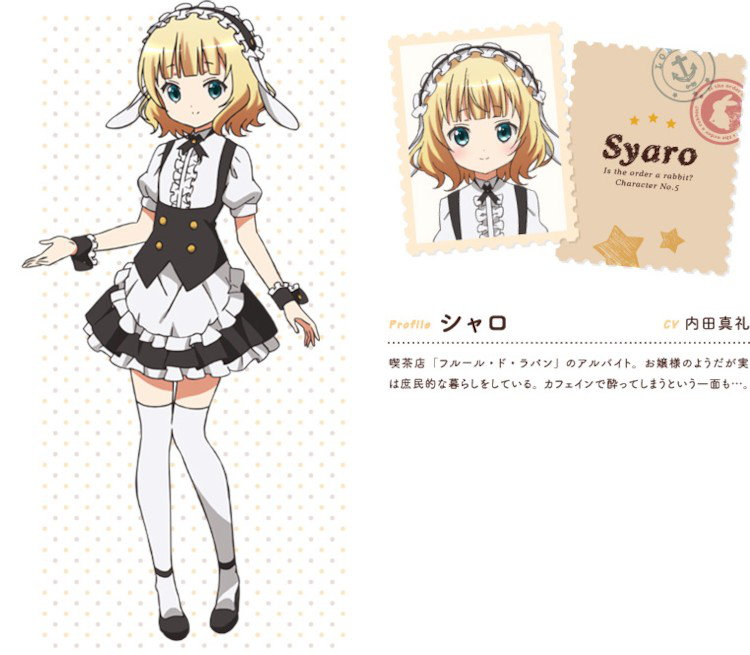 Syaro
Is the order a rabbit?
Character No.5
Profile シャロ
CV 内田真礼
喫茶店「フルール・ド・ラパン」のアルバイト。お嬢様のようだが実
は庶民的な暮らしをしている。カフェインで酔ってしまうという一面も…。